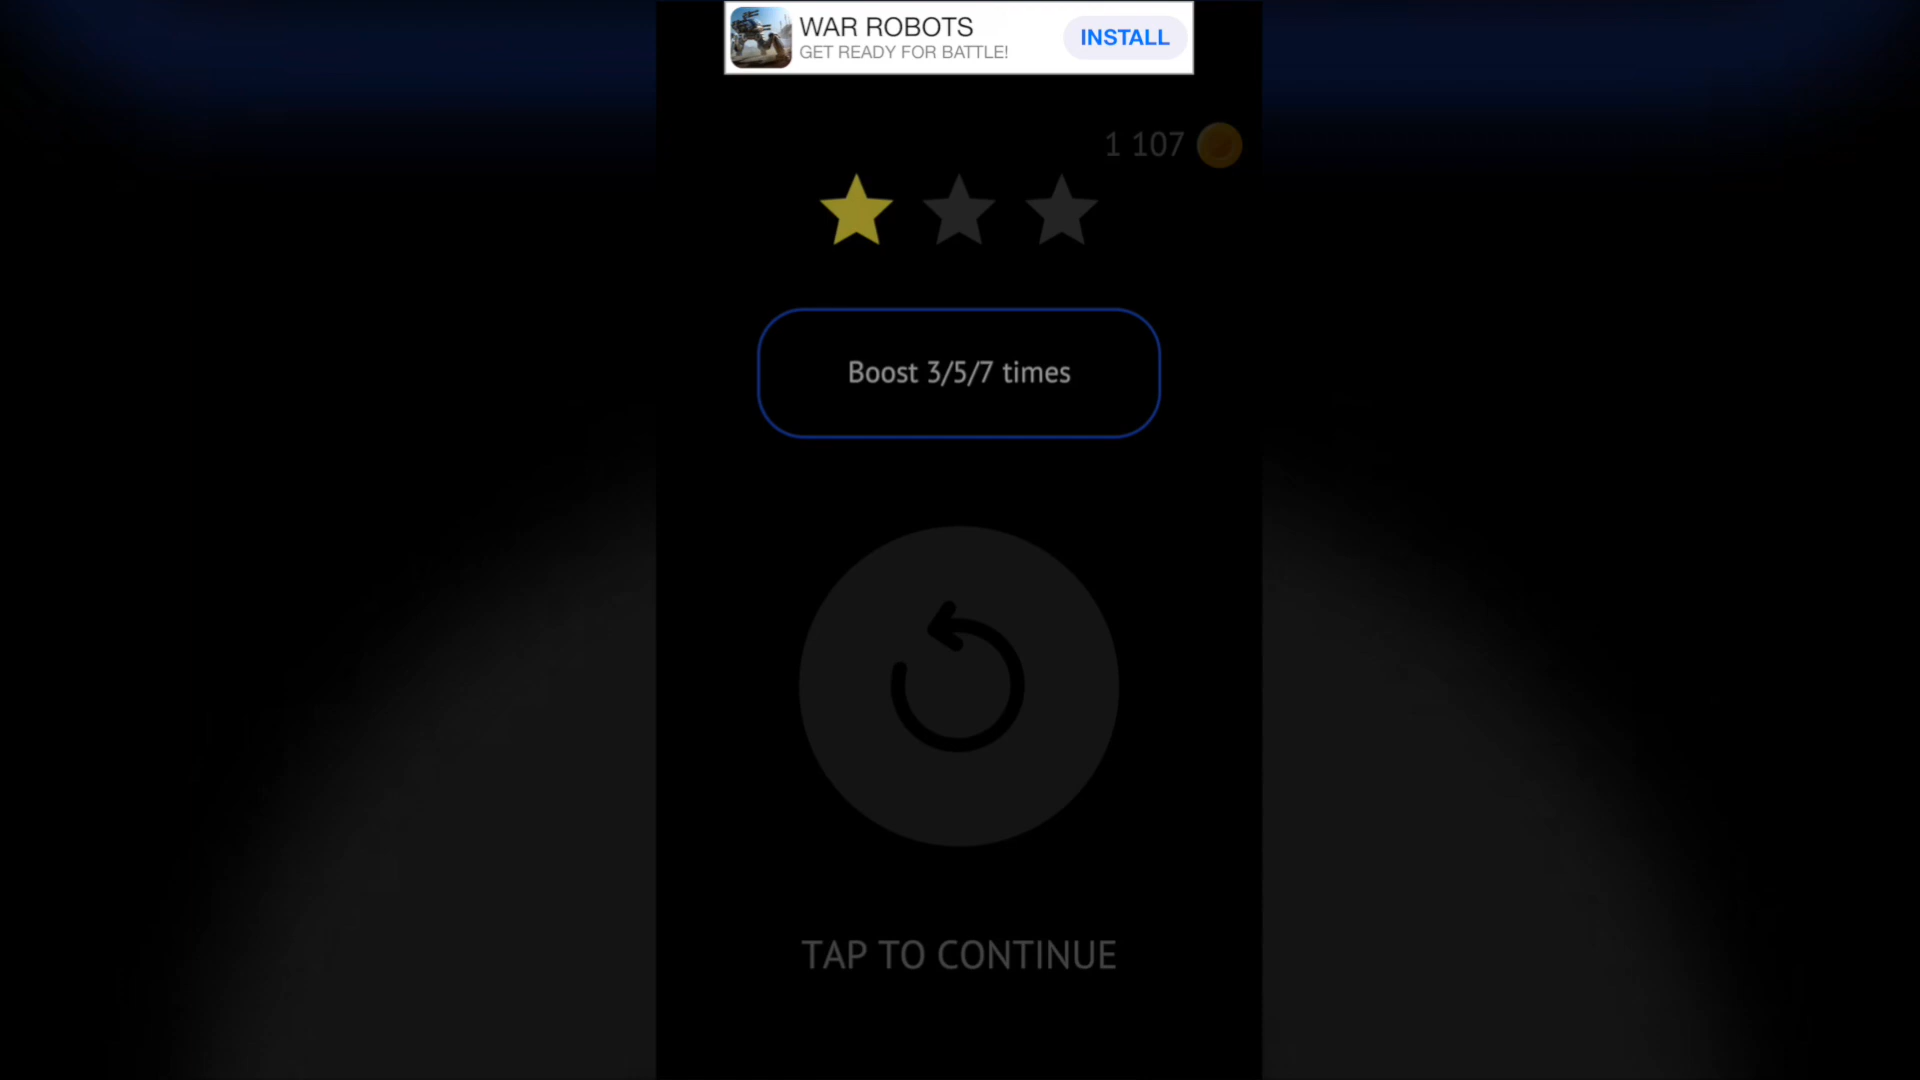 WAR ROBOTS
GET READY FOR BATTLE!
INSTALL
1 107
Boost 3/5/7 times
TAP TO CONTINUE